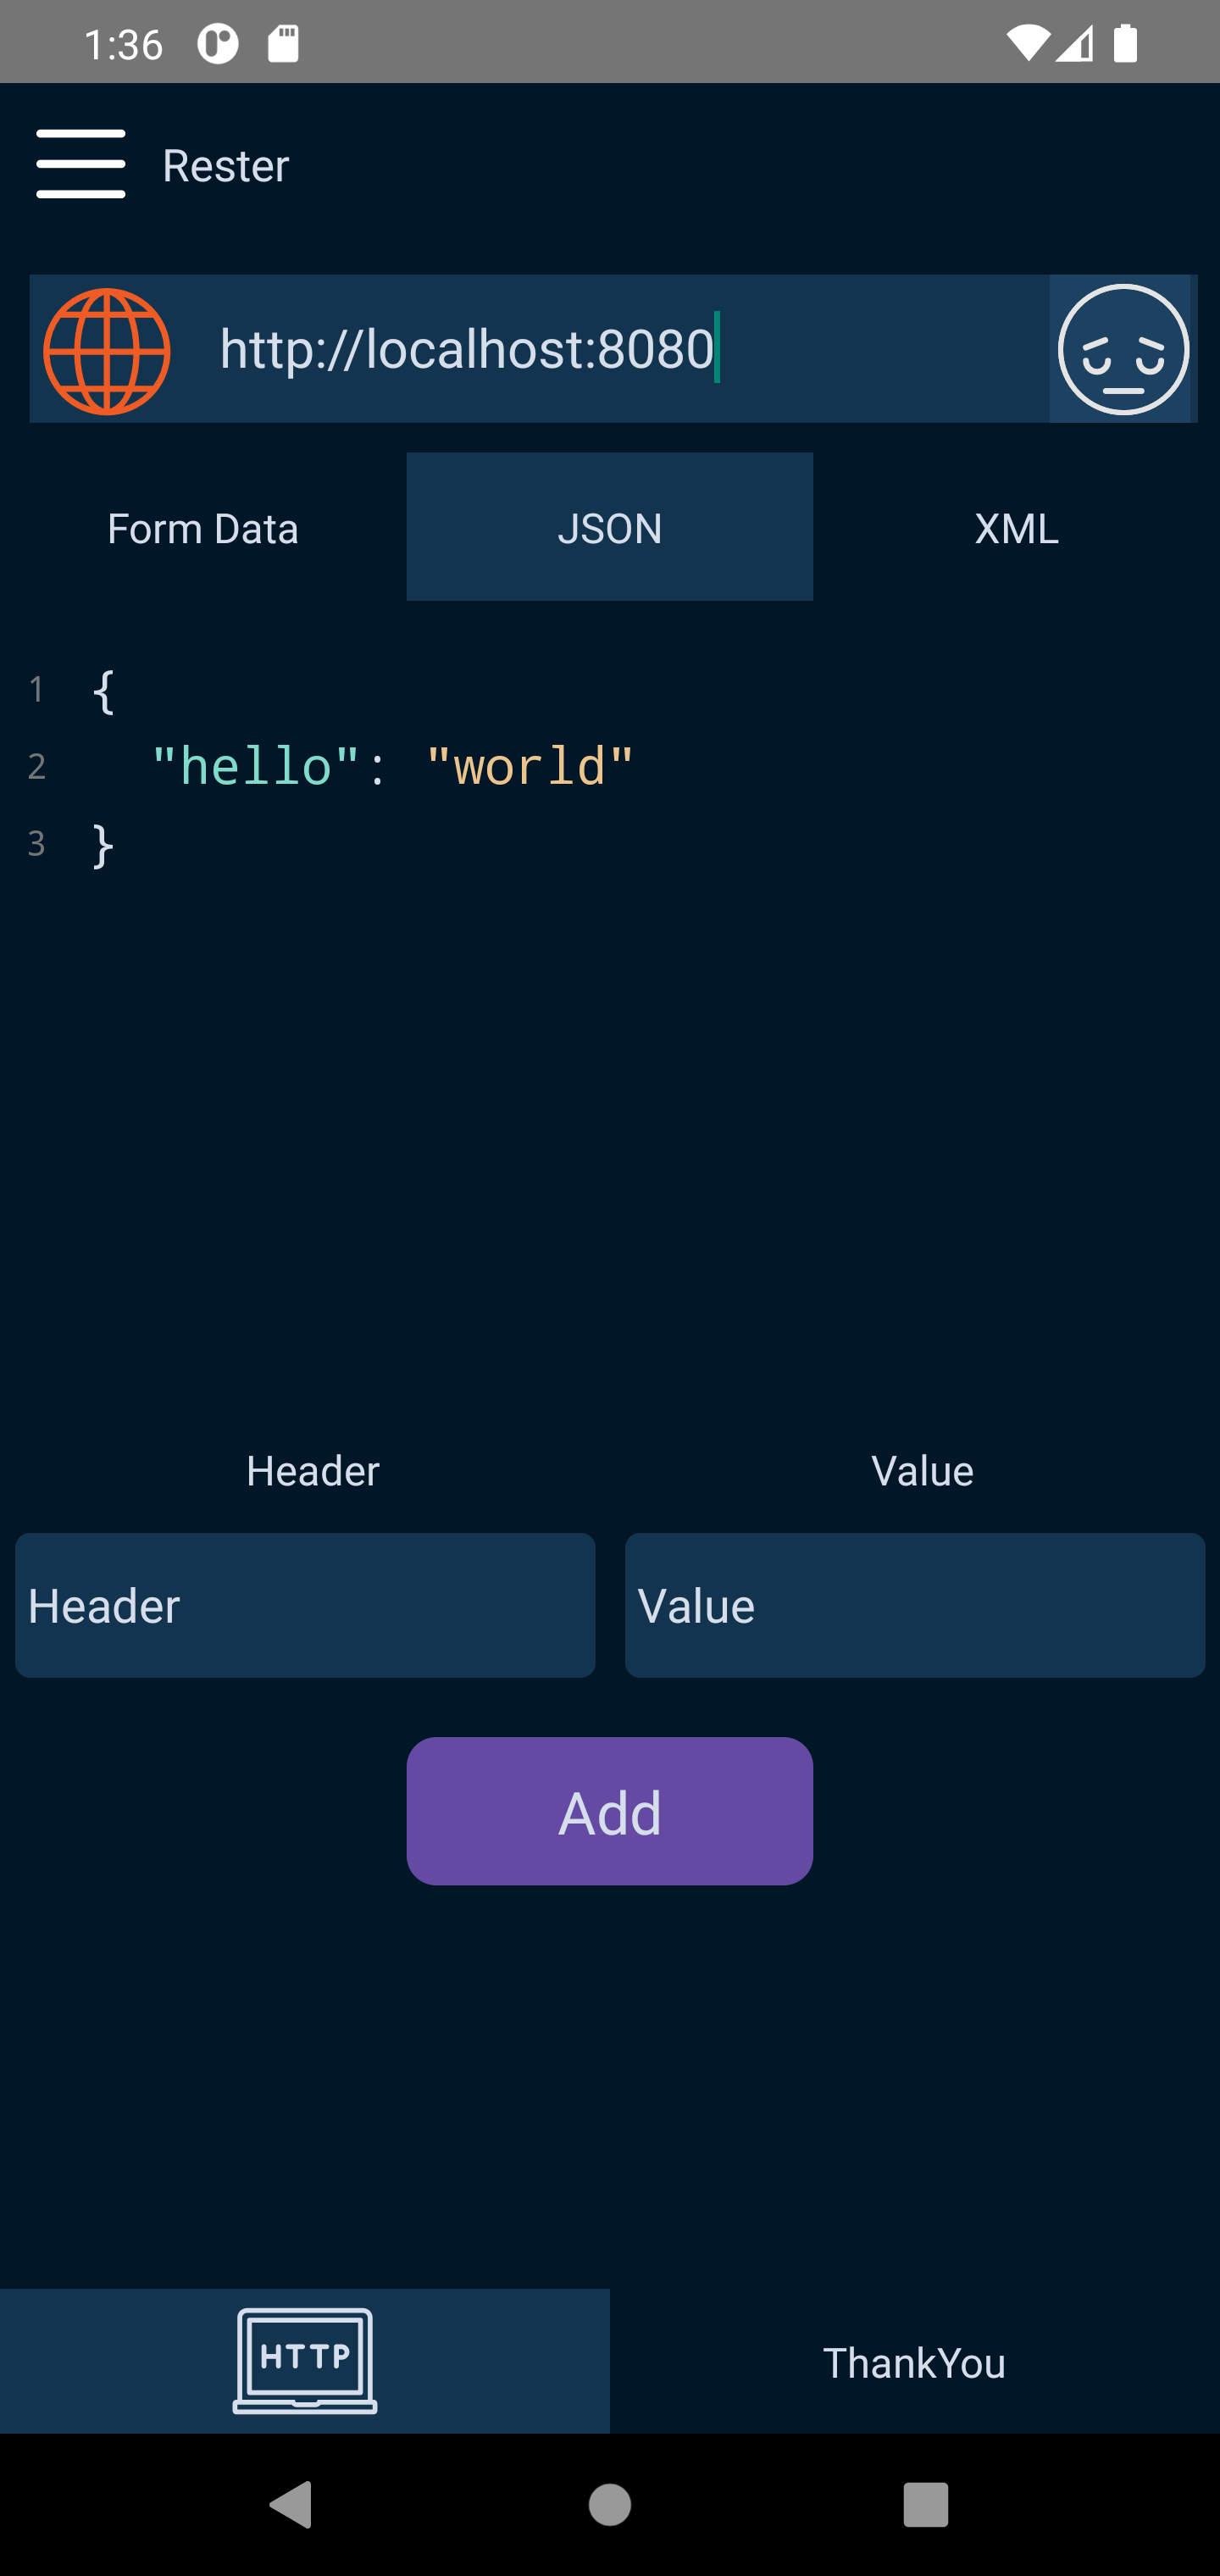 1:36
Rester
http://localhost:8080
Form Data JSON XML
1 {
2 "hello": "world"
3 }
Header Value
Header Value
Add
HTTP ThankYou